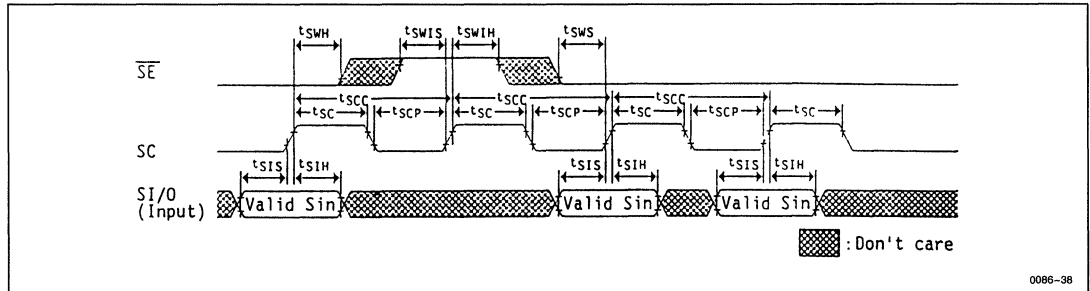 tSWH tSWIS tSWIH tSWS
SE
tSCC tSCC tSCC
tSC tSCP tSC tSCP tSC tSCP tSC
SC
tSIS tSIH tSIS tSIH tSIS tSIH
SI/O
(Input)
Valid Sin Valid Sin Valid Sin
: Don't care
0086-38